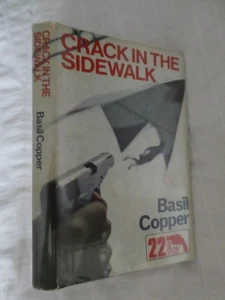 CRACK IN THE
SIDEWALK
Basil
Copper
22
CRACK IN THE
SIDEWALK
Basil Copper